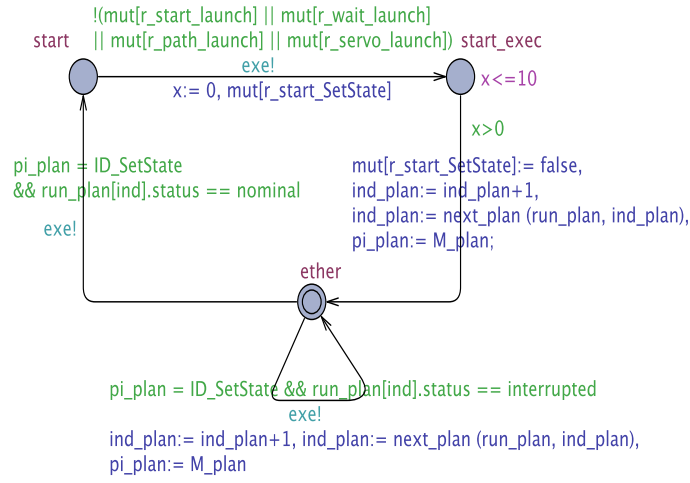 !(mut[r_start_launch] || mut[r_wait_launch]
start
|| mut[r_path_launch] || mut[r_servo_launch])
start_exec
exe!
x<=10
x:= 0, mut[r_start_SetState]
x>0
pi_plan = ID_SetState
&& run_plan[ind].status == nominal
exe!
mut[r_start_SetState]:= false,
ind_plan:= ind_plan+1,
ind_plan:= next_plan (run_plan, ind_plan),
pi_plan:= M_plan;
ether
pi_plan = ID_SetState && run_plan[ind].status == interrupted
exe!
ind_plan:= ind_plan+1, ind_plan:= next_plan (run_plan, ind_plan),
pi_plan:= M_plan